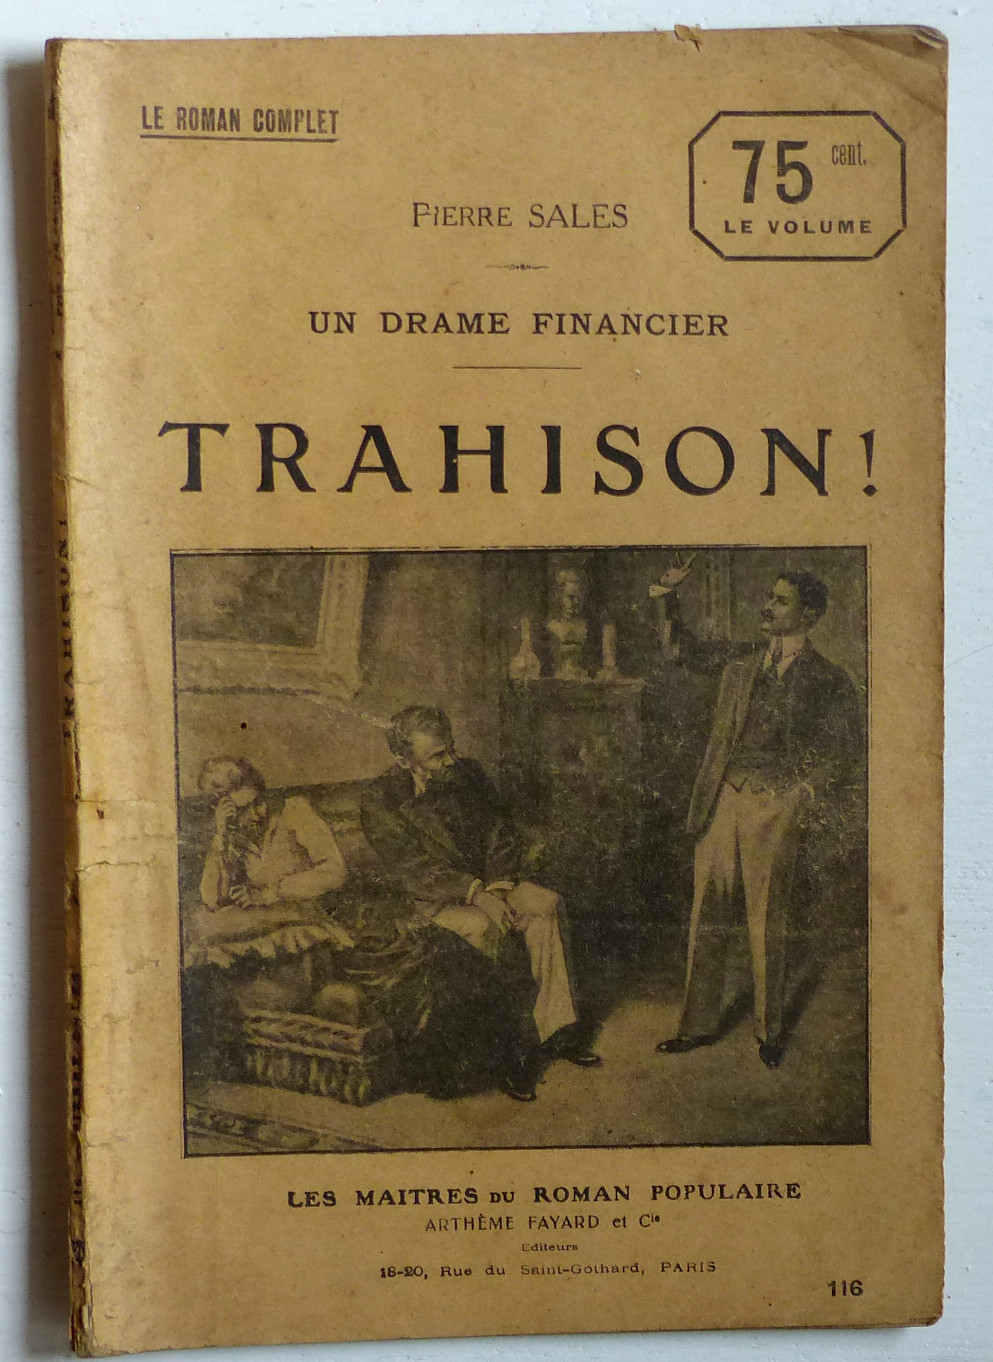 LE ROMAN COMPLET
75 cent.
LE VOLUME
PIERRE SALES
UN DRAME FINANCIER
TRAHISON!
LES MAITRES DU ROMAN POPULAIRE
ARTHÈME FAYARD et Cie
Editeurs
18-20, Rue du Saint-Gothard, PARIS
116
TRAHISON!